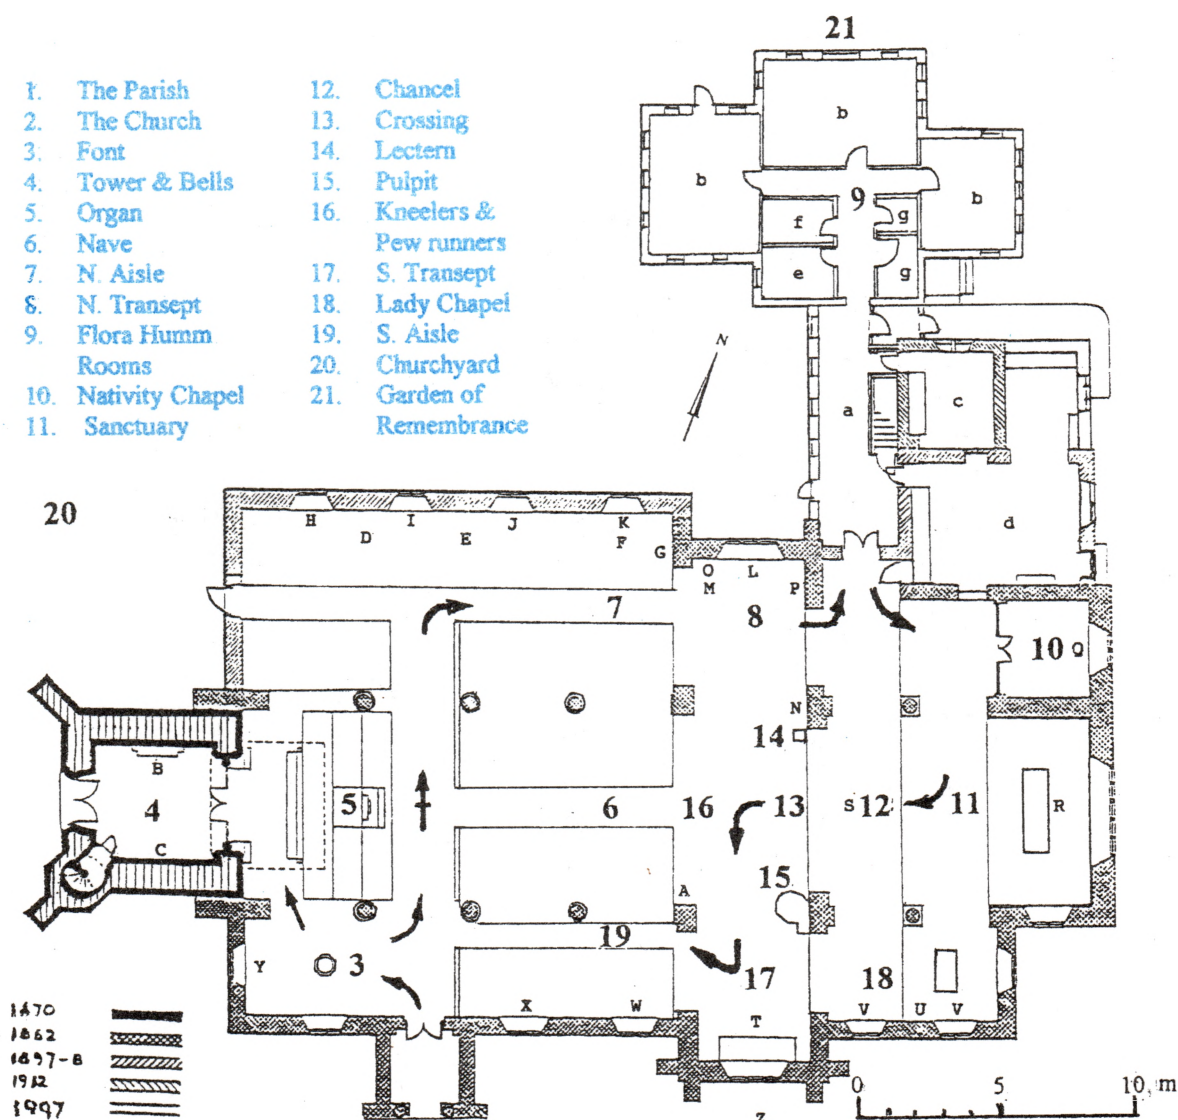 21
1. The Parish
2. The Church
3. Font
4. Tower & Bells
5. Organ
6. Nave
7. N. Aisle
8. N. Transept
9. Flora Humm
Rooms
10. Nativity Chapel
11. Sanctuary
12. Chancel
13. Crossing
14. Lectern
15. Pulpit
16. Kneelers &
Pew runners
17. S. Transept
18. Lady Chapel
19. S. Aisle
20. Churchyard
21. Garden of
Remembrance
b
b
9
b
f
g
e
g
N
a
c
d
20
H I J K
D E F
G
O L
M P
7
8
10 Q
N
14
B
4
C
5
6
16
13
S 12
11
R
15
A
19
3
Y
17
18
X W
T
V U V
Z
1870
1862
1897-8
1912
1997
0 5 10 m